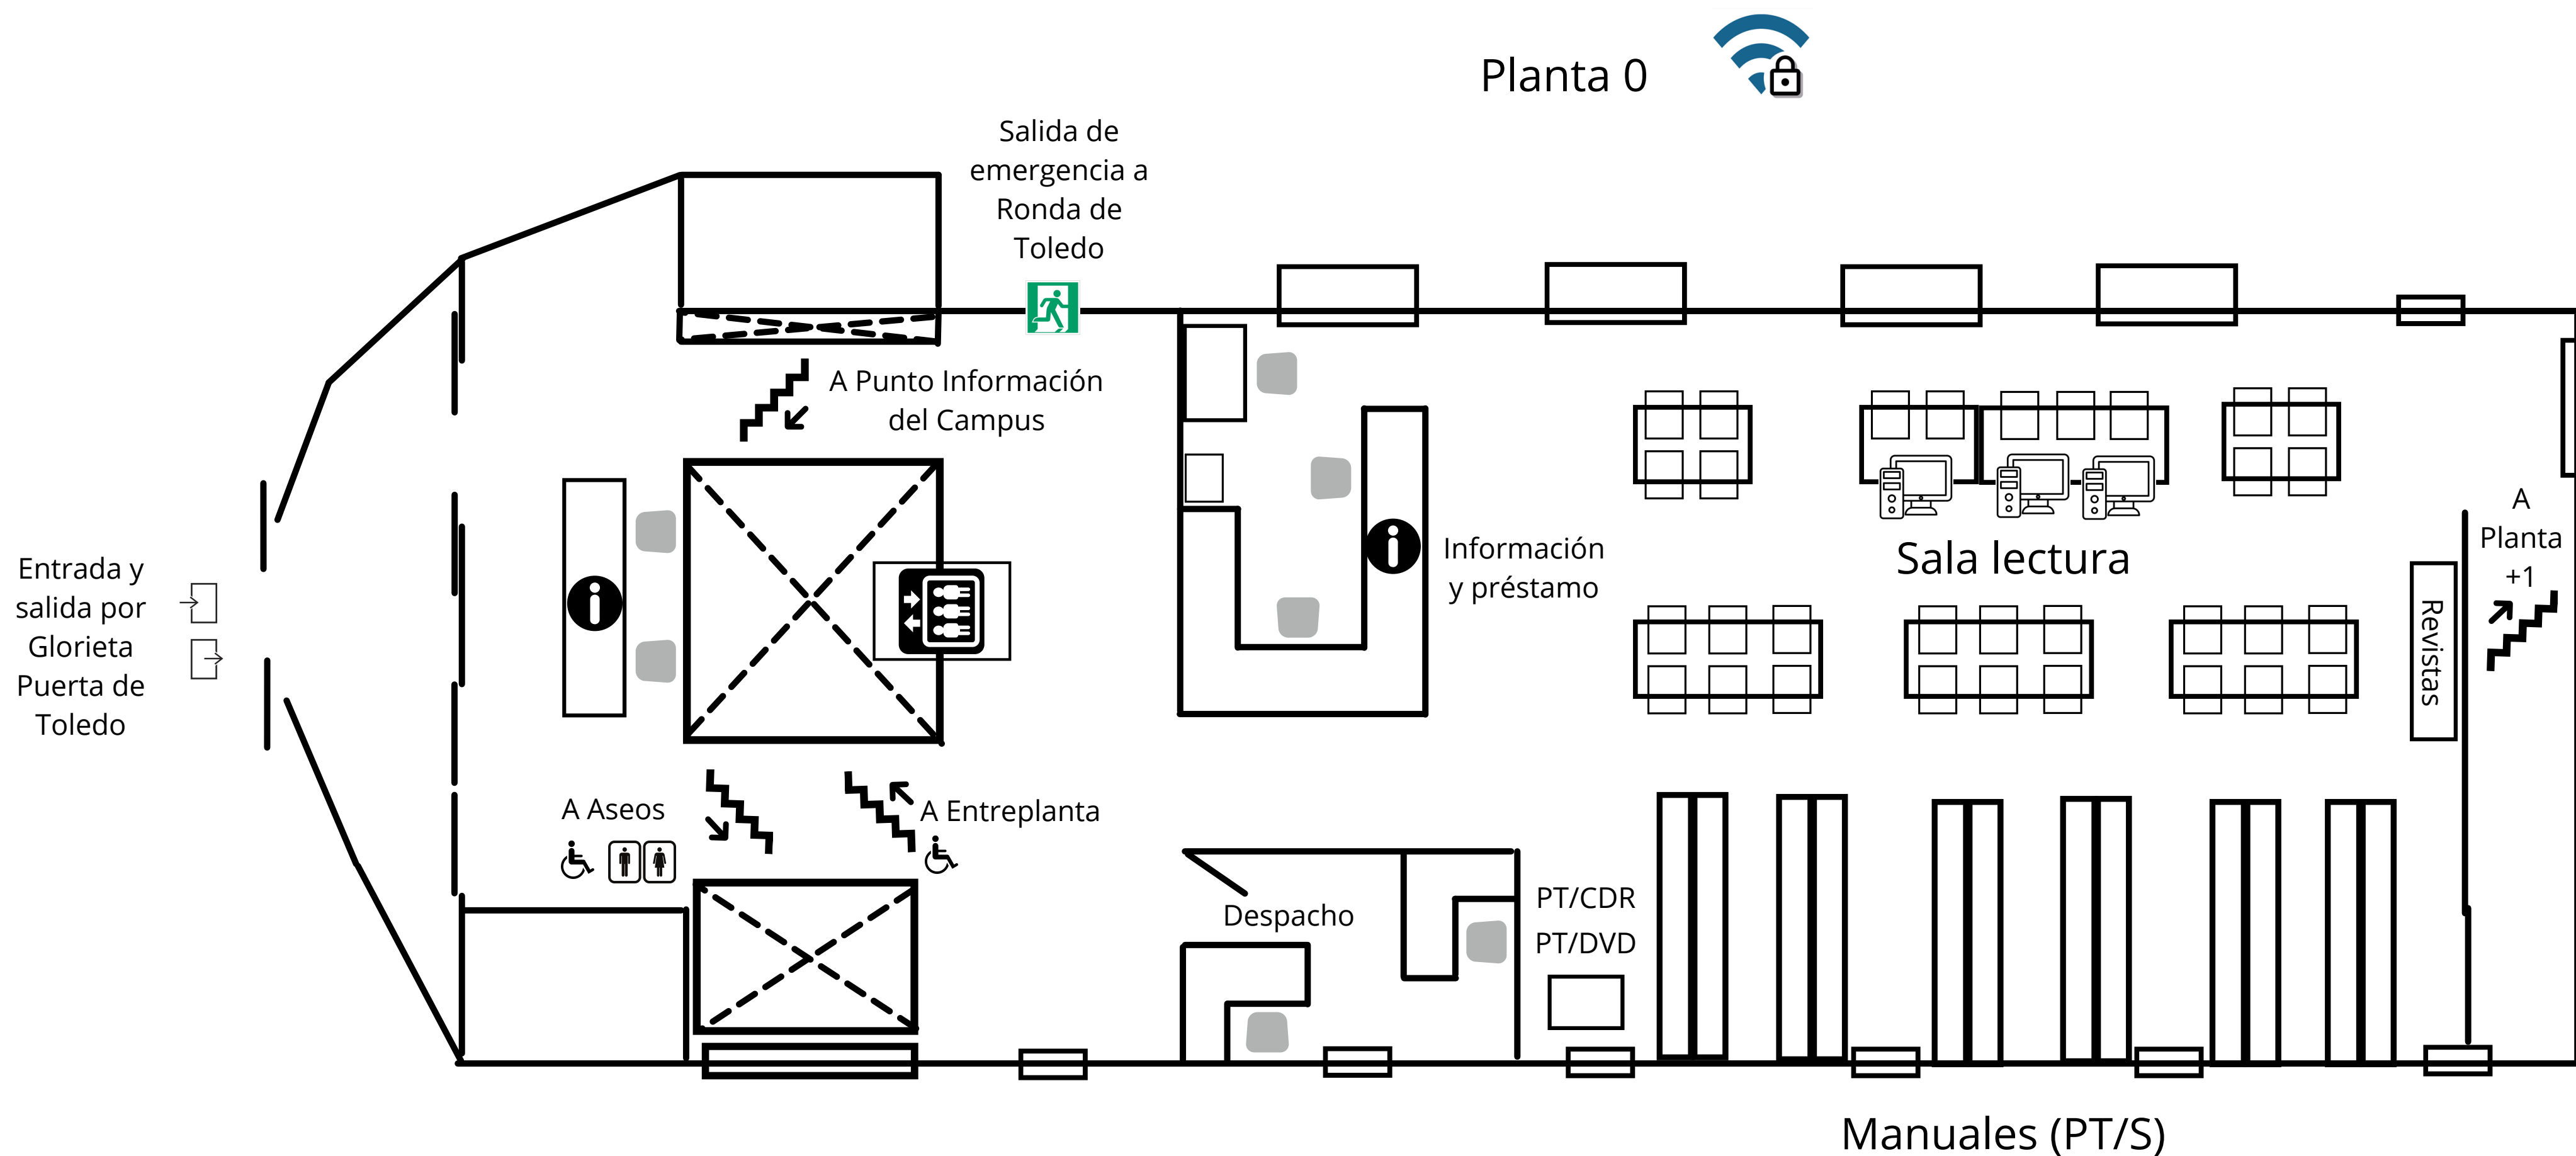 Planta 0
Salida de
emergencia a
Ronda de
Toledo
A Punto Información
del Campus
Entrada y
salida por
Glorieta
Puerta de
Toledo
Información
y préstamo
Sala lectura
A
Planta
+1
Revistas
A Aseos
A Entreplanta
Despacho
PT/CDR
PT/DVD
Manuales (PT/S)